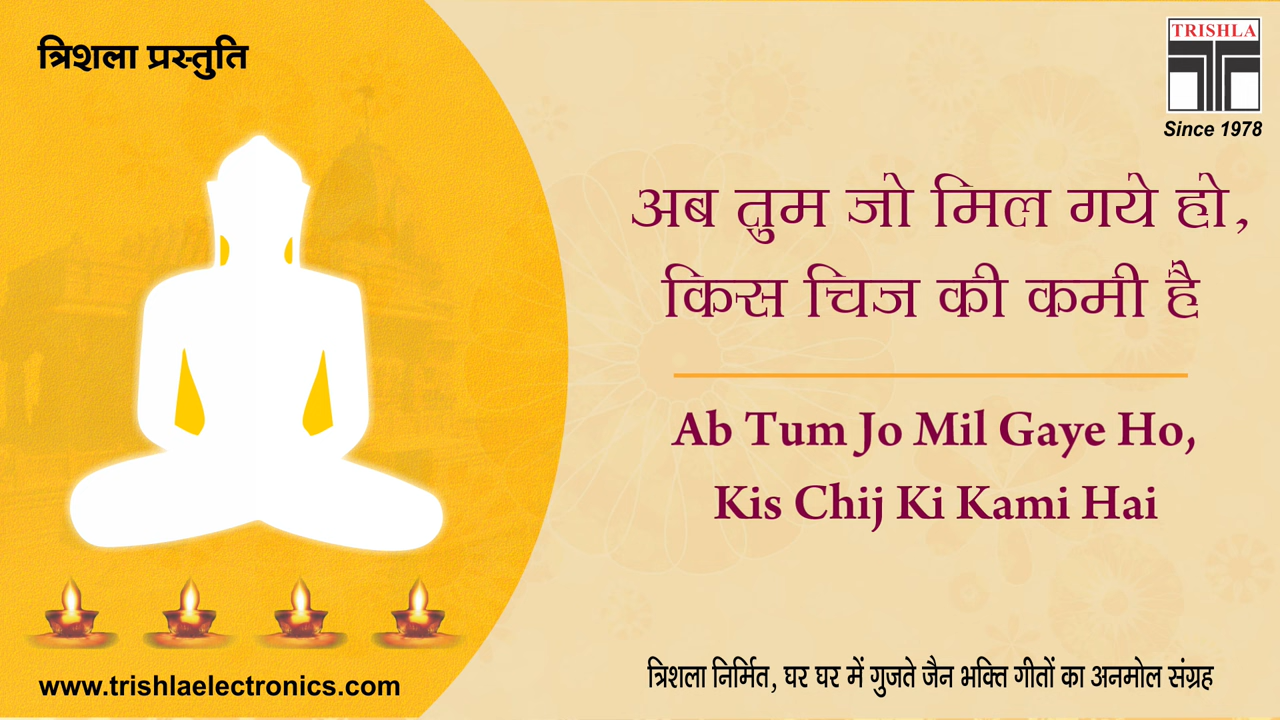 त्रिशला प्रस्तुति
TRISHLA
Since 1978
अब तुम जो मिल गये हो,
किस चिज की कमी है
Ab Tum Jo Mil Gaye Ho,
Kis Chij Ki Kami Hai
www.trishlaelectronics.com
त्रिशला निर्मित, घर घर में गुजते जैन भक्ति गीतों का अनमोल संग्रह